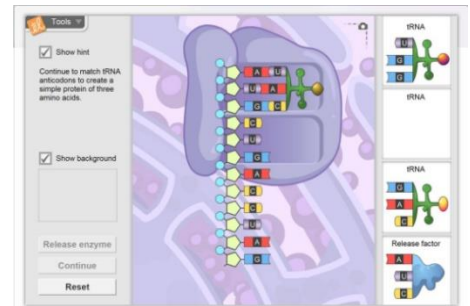 Tools
Show hint
Continue to match tRNA
anticodons to create a
simple protein of three
amino acids.
Show background
Release enzyme
Continue
Reset
A U
U A
G C
C
U
G
A
C
C
U
A
G
tRNA
U
G
G
tRNA
tRNA
G
A
C
Release factor
A
U
C